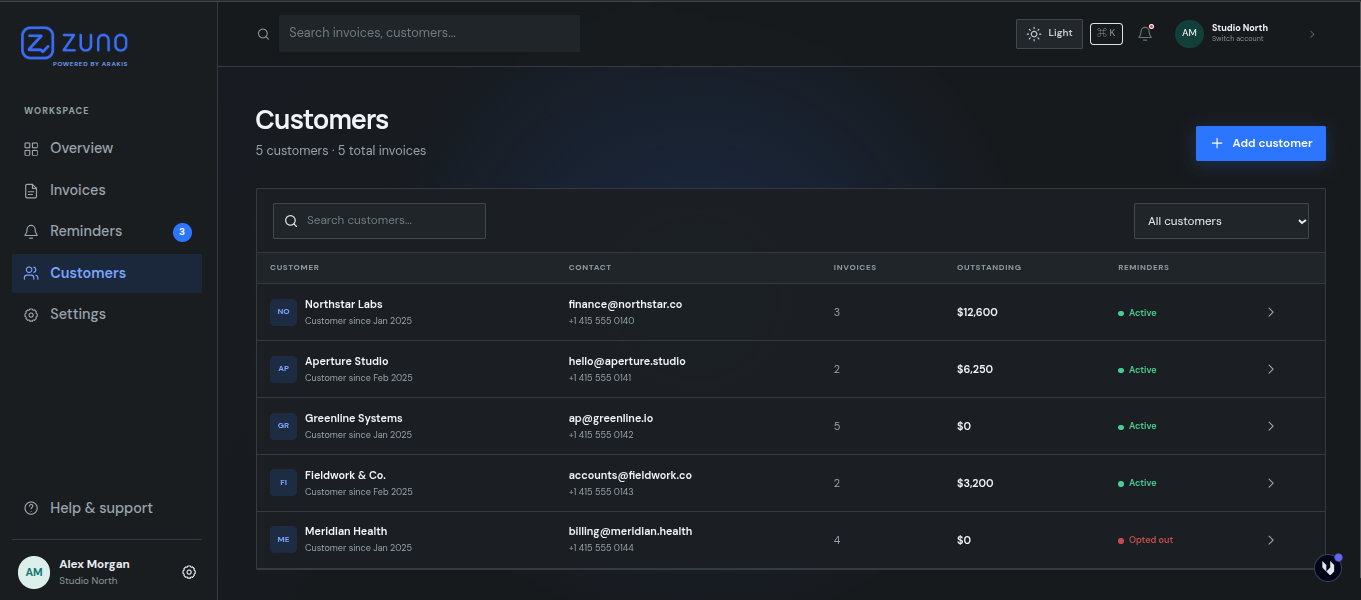 ZUNO
POWERED BY ARAKIS
WORKSPACE
Overview
Invoices
Reminders 3
Customers
Settings
Help & support
AM Alex Morgan
Studio North
Search invoices, customers...
Light
⌘ K
AM Studio North
Switch account
Customers
5 customers · 5 total invoices
Add customer
Search customers...
All customers
CUSTOMER CONTACT INVOICES OUTSTANDING REMINDERS
NO Northstar Labs finance@northstar.co 3 $12,600 Active
Customer since Jan 2025 +1 415 555 0140
AP Aperture Studio hello@aperture.studio 2 $6,250 Active
Customer since Feb 2025 +1 415 555 0141
GR Greenline Systems ap@greenline.io 5 $0 Active
Customer since Jan 2025 +1 415 555 0142
FI Fieldwork & Co. accounts@fieldwork.co 2 $3,200 Active
Customer since Feb 2025 +1 415 555 0143
ME Meridian Health billing@meridian.health 4 $0 Opted out
Customer since Jan 2025 +1 415 555 0144